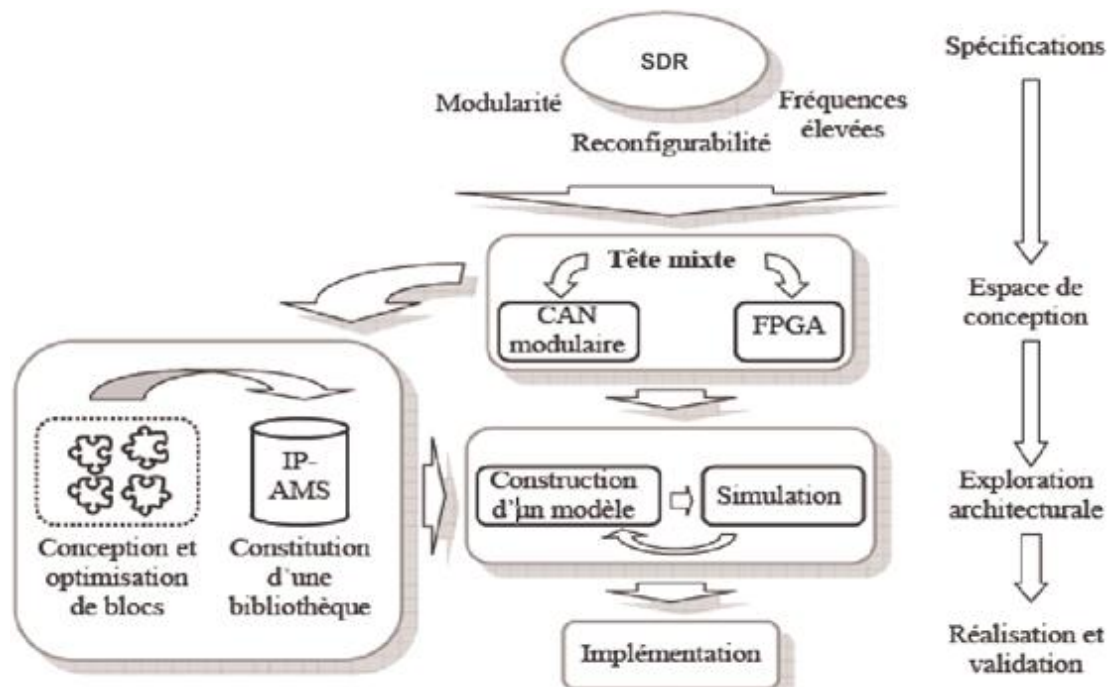 SDR
Spécifications
Modularité
Fréquences
élevées
Reconfigurabilité
Tête mixte
CAN
modulaire
FPGA
Espace de
conception
IP-
AMS
Conception et
optimisation
de blocs
Constitution
d'une
bibliothèque
Construction
d'un modèle
Simulation
Exploration
architecturale
Implémentation
Réalisation et
validation